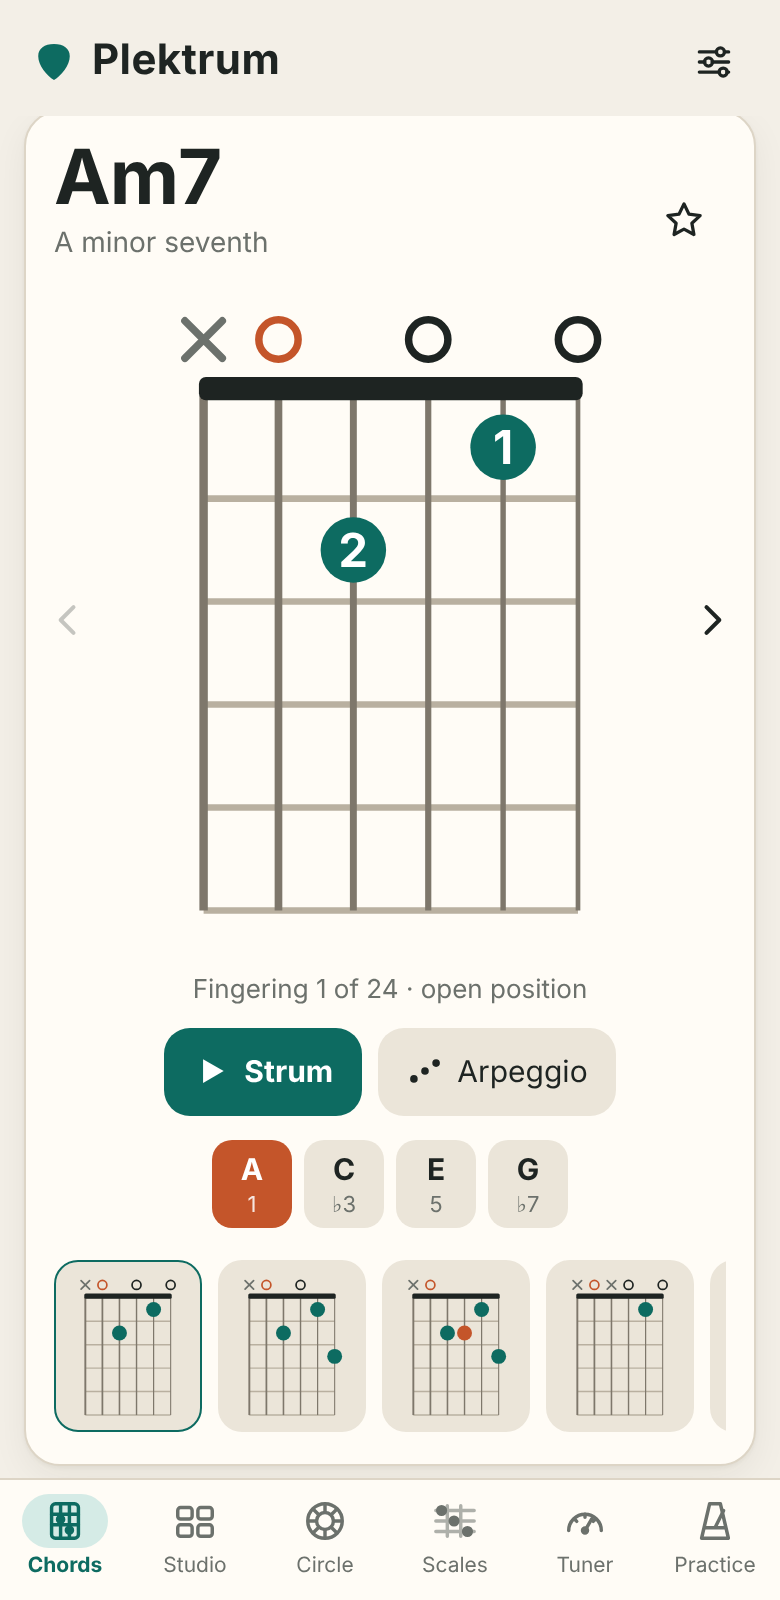 Plektrum
Am7
A minor seventh
1
2
Fingering 1 of 24 · open position
Strum
Arpeggio
A
1
C
♭3
E
5
G
♭7
Chords
Studio
Circle
Scales
Tuner
Practice